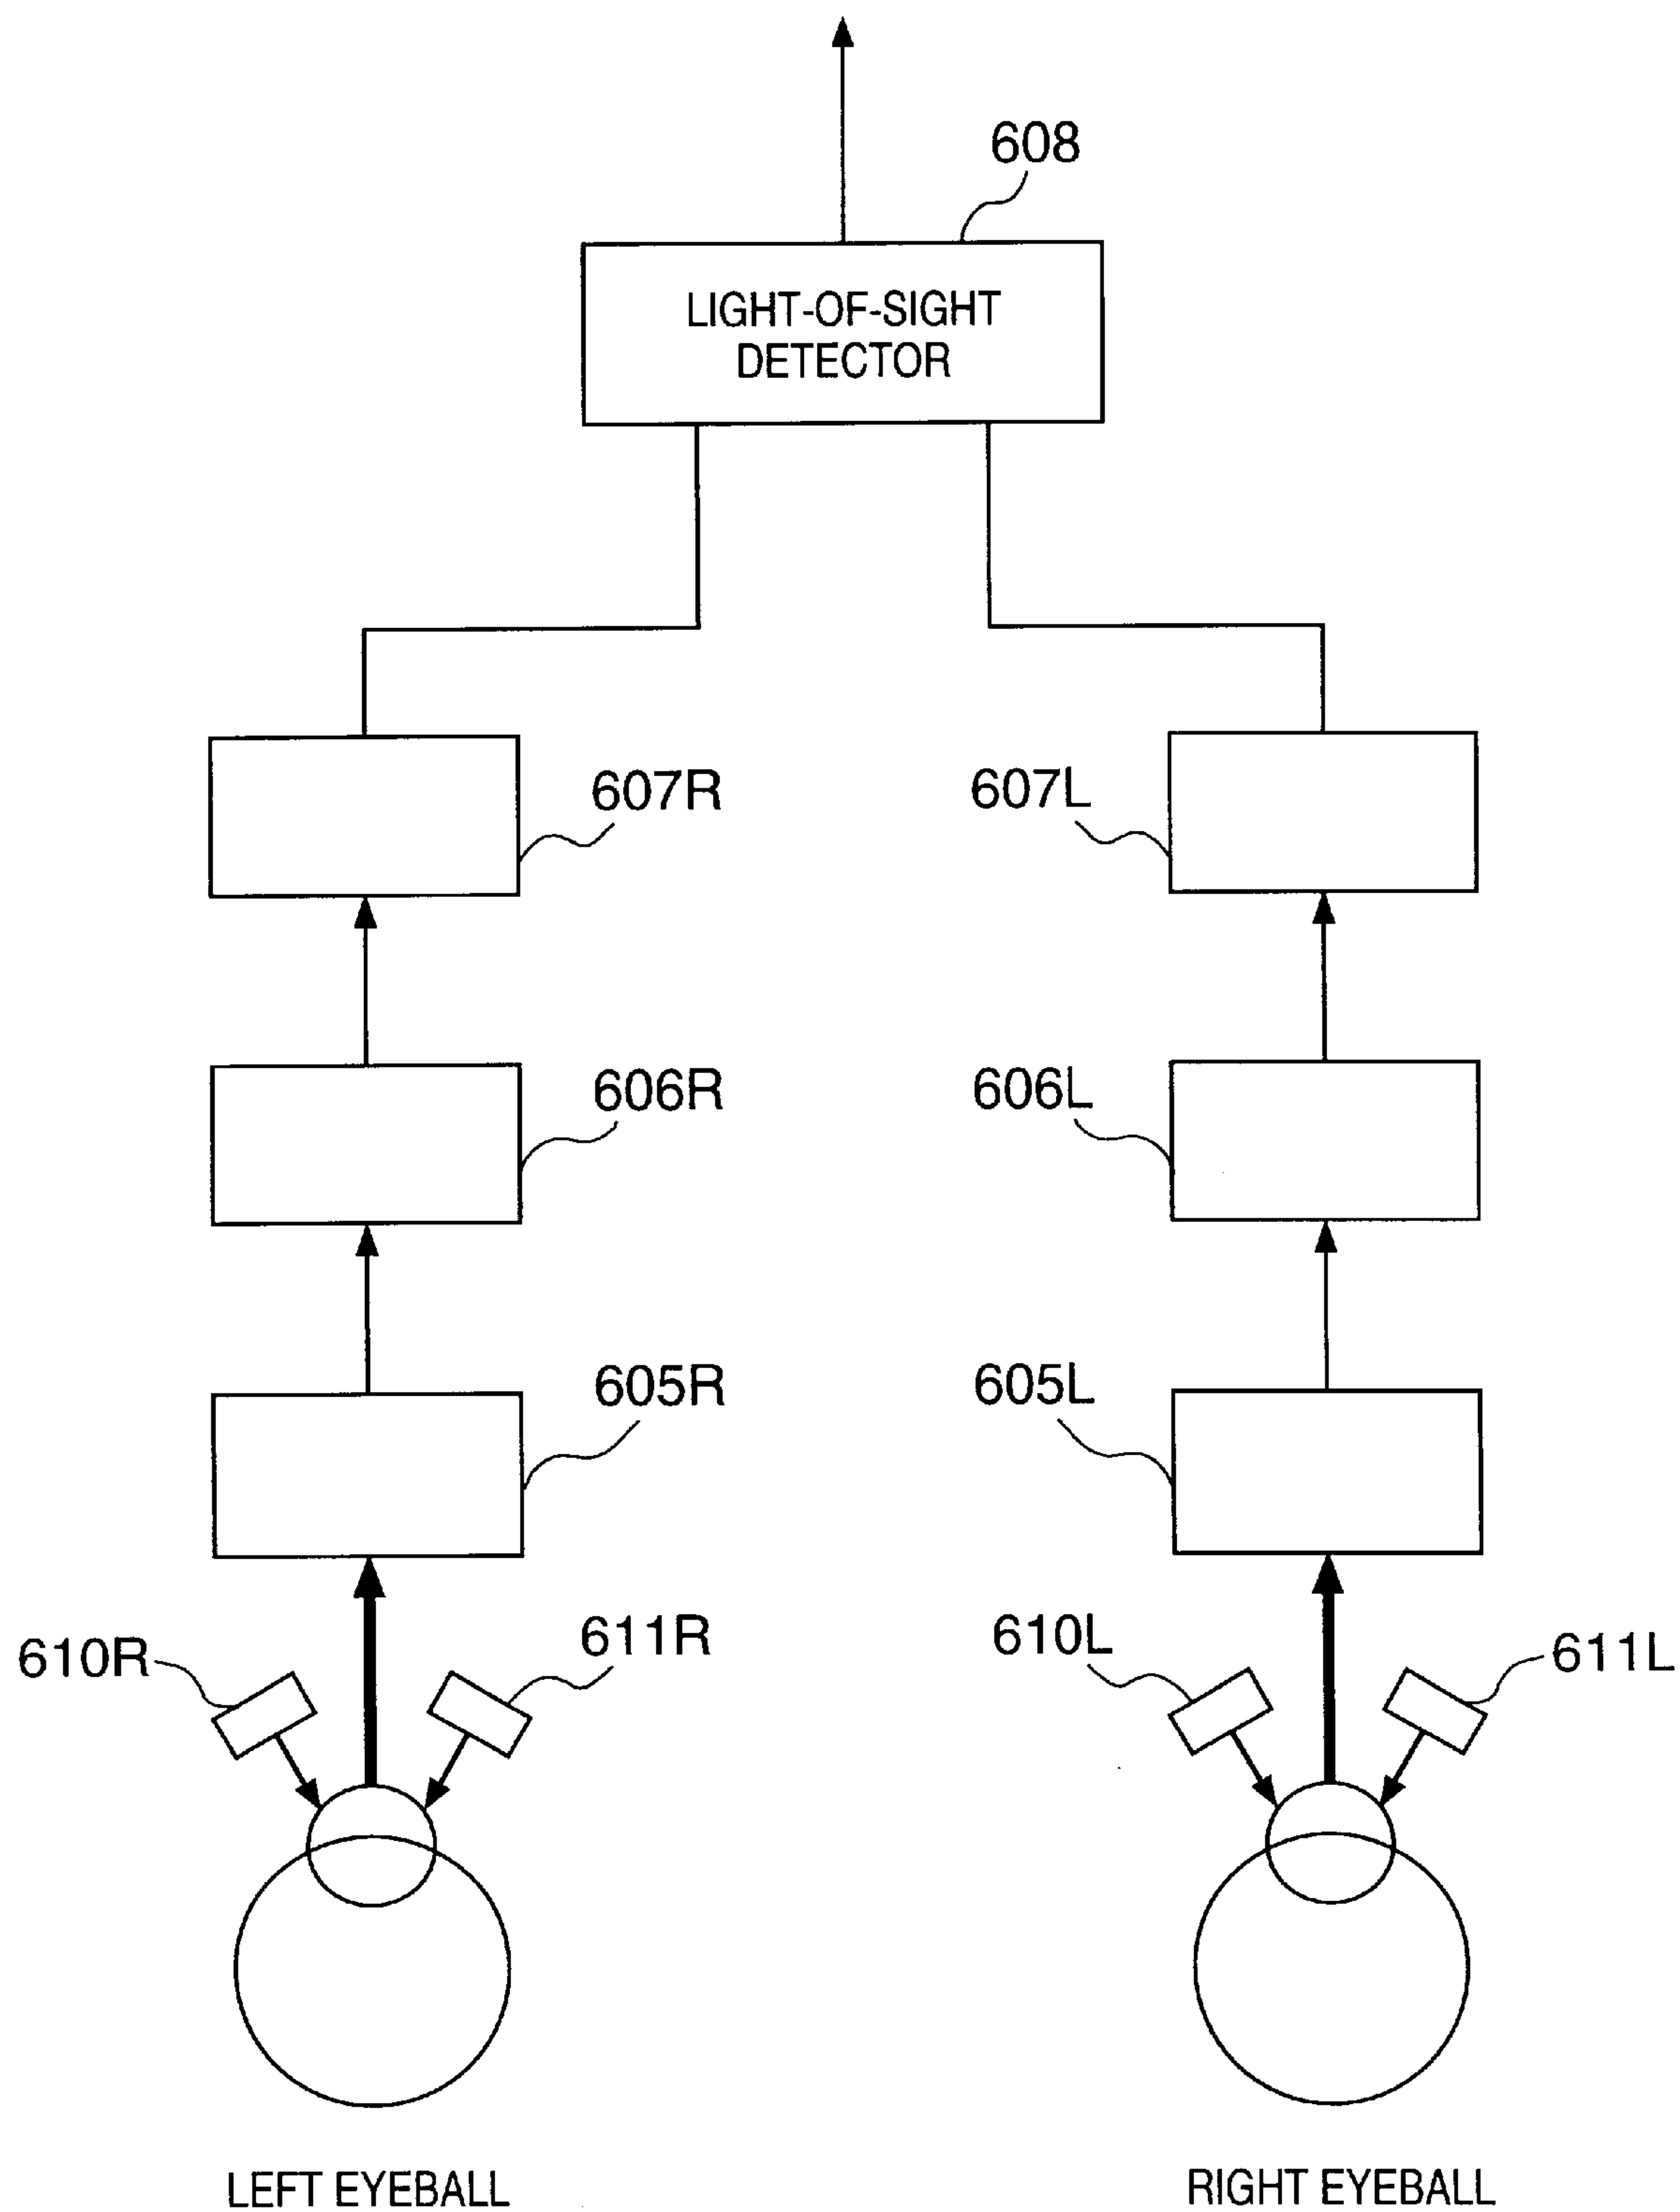 608
LIGHT-OF-SIGHT
DETECTOR
607R
607L
606R
606L
605R
605L
610R
611R
610L
611L
LEFT EYEBALL
RIGHT EYEBALL